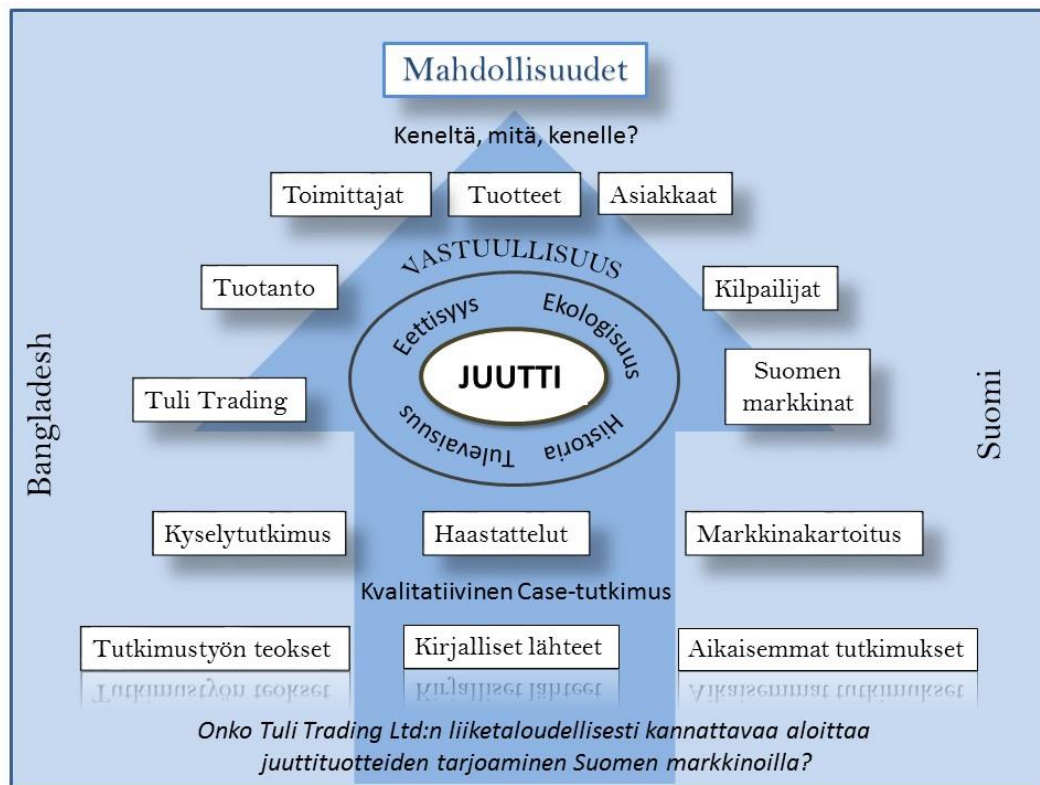 Mahdollisuudet
Keneltä, mitä, kenelle?
Toimittajat
Tuotteet
Asiakkaat
VASTUULLISUUS
Tuotanto
Kilpailijat
Eettisyys
Ekologisuus
JUUTTI
Tulevaisuus
Historia
Tuli Trading
Suomen
markkinat
Bangladesh
Suomi
Kyselytutkimus
Haastattelut
Markkinakartoitus
Kvalitatiivinen Case-tutkimus
Tutkimustyön teokset
Kirjalliset lähteet
Aikaisemmat tutkimukset
Onko Tuli Trading Ltd:n liiketaloudellisesti kannattavaa aloittaa
juuttituotteiden tarjoaminen Suomen markkinoilla?